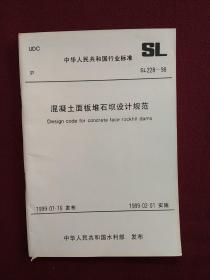 UDC
SL
中华人民共和国行业标准
P
SL 228-98
混凝土面板堆石坝设计规范
Design code for concrete face rockfill dams
1999-01-16 发布
1999-02-01 实施
中华人民共和国水利部 发布